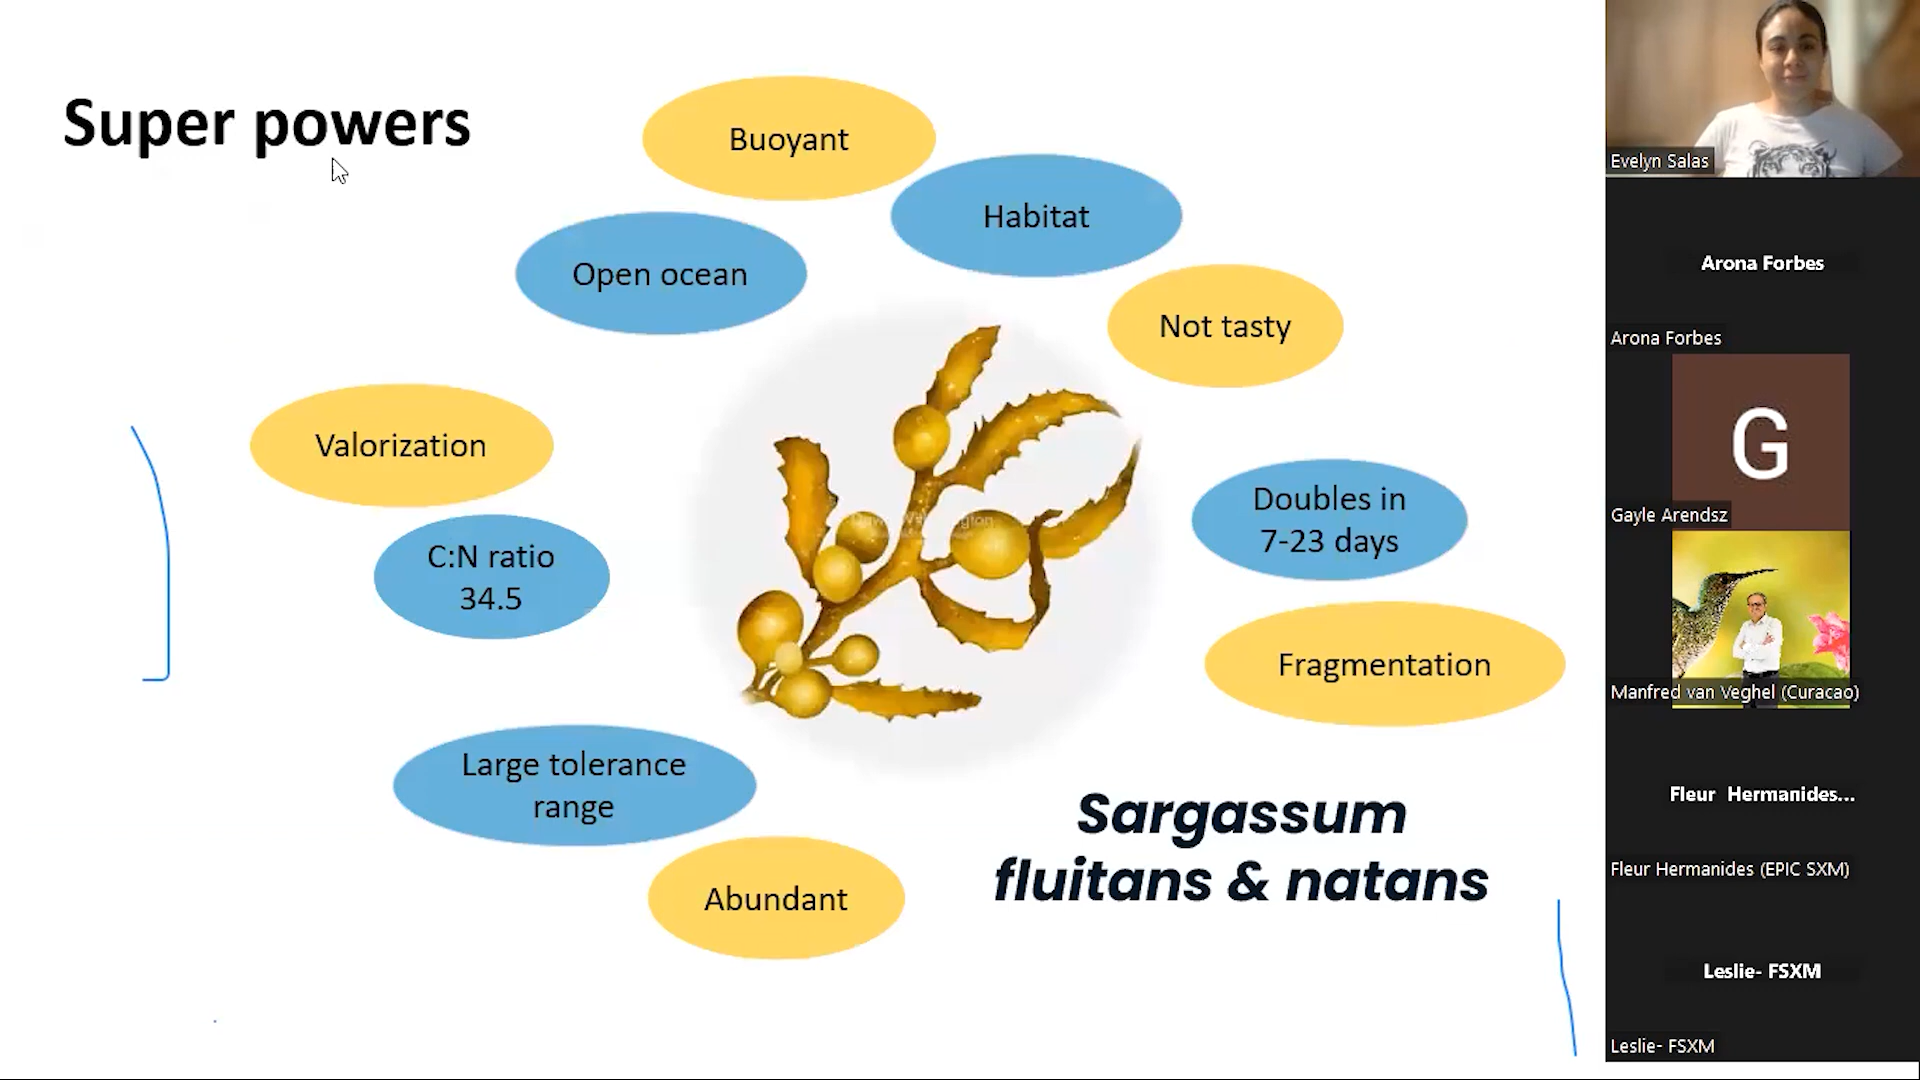 Super powers
Buoyant
Habitat
Open ocean
Not tasty
Valorization
C:N ratio
34.5
Doubles in
7-23 days
Fragmentation
Large tolerance
range
Abundant
Sargassum
fluitans & natans
Evelyn Salas
Arona Forbes
Arona Forbes
G
Gayle Arendsz
Manfred van Veghel (Curacao)
Fleur Hermanides...
Fleur Hermanides (EPIC SXM)
Leslie- FSXM
Leslie- FSXM